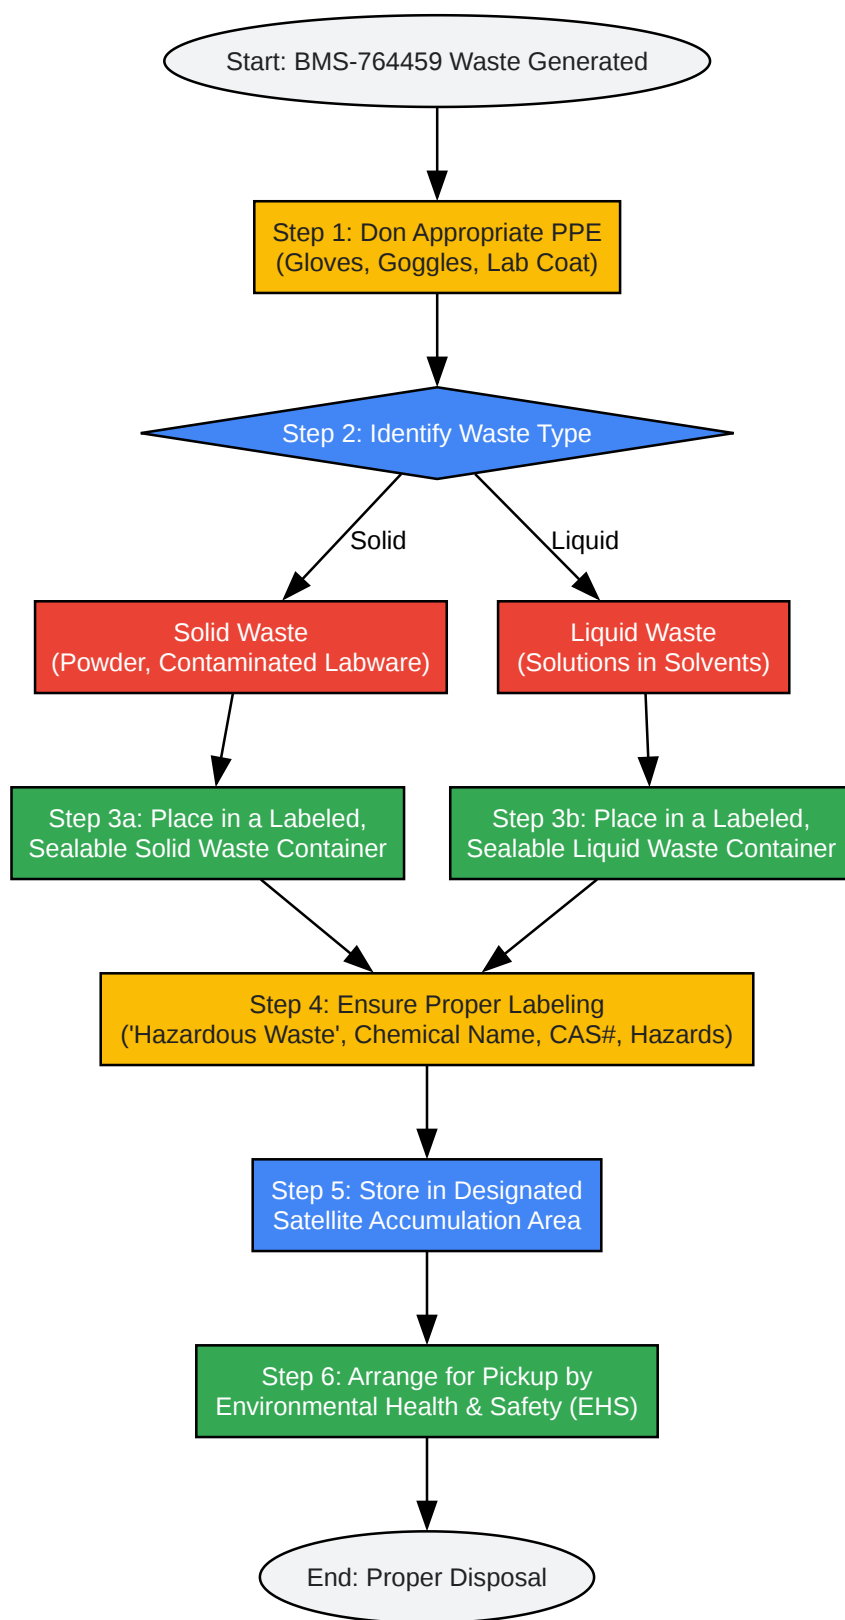 Start: BMS-764459 Waste Generated
Step 1: Don Appropriate PPE
(Gloves, Goggles, Lab Coat)
Step 2: Identify Waste Type
Solid
Liquid
Solid Waste
(Powder, Contaminated Labware)
Liquid Waste
(Solutions in Solvents)
Step 3a: Place in a Labeled,
Sealable Solid Waste Container
Step 3b: Place in a Labeled,
Sealable Liquid Waste Container
Step 4: Ensure Proper Labeling
('Hazardous Waste', Chemical Name, CAS#, Hazards)
Step 5: Store in Designated
Satellite Accumulation Area
Step 6: Arrange for Pickup by
Environmental Health & Safety (EHS)
End: Proper Disposal